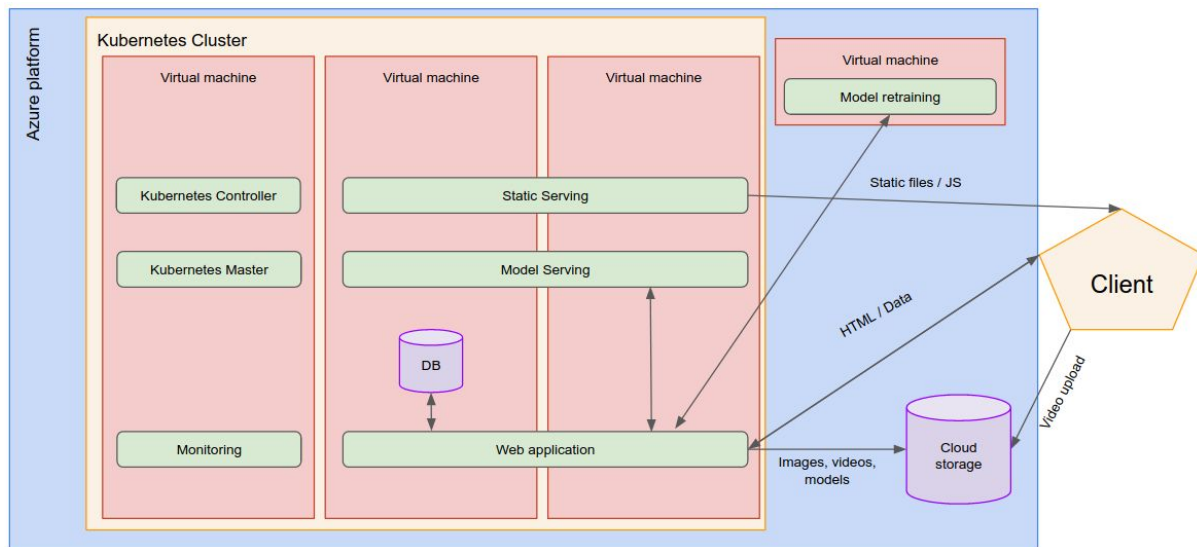 Azure platform
Kubernetes Cluster
Virtual machine
Virtual machine
Virtual machine
Virtual machine
Model retraining
Kubernetes Controller
Static Serving
Static files / JS
Kubernetes Master
Model Serving
Client
HTML / Data
DB
Video upload
Monitoring
Web application
Images, videos,
models
Cloud
storage